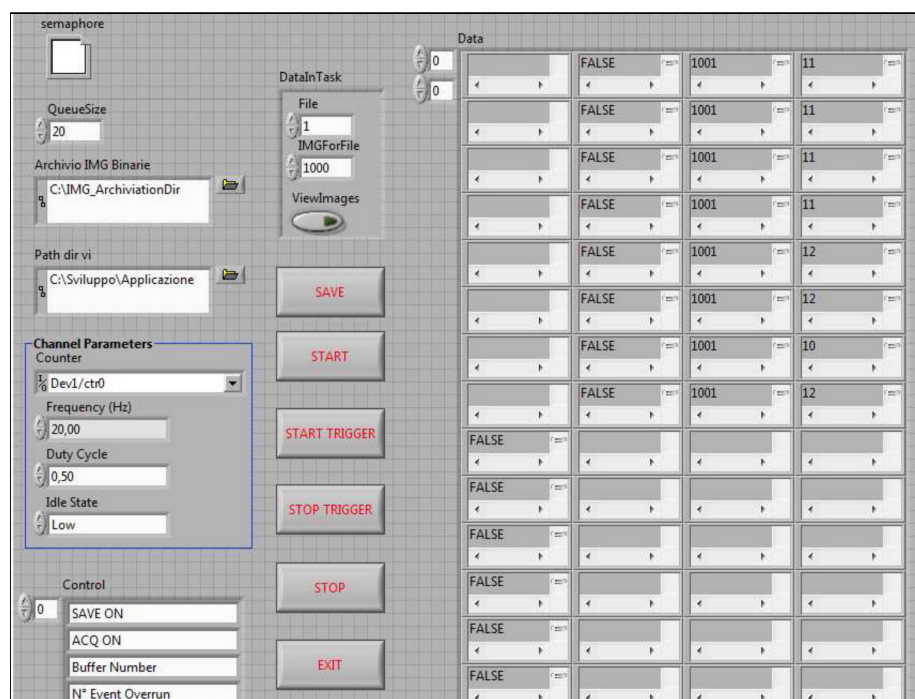 semaphore
QueueSize
20
Archivio IMG Binarie
C:\IMG_ArchiviationDir
Path dir vi
C:\Sviluppo\Applicazione
Channel Parameters
Counter
Dev1/ctr0
Frequency (Hz)
20,00
Duty Cycle
0,50
Idle State
Low
Control
0
SAVE ON
ACQ ON
Buffer Number
N° Event Overrun
DataInTask
File
1
IMGForFile
1000
ViewImages
SAVE
START
START TRIGGER
STOP TRIGGER
STOP
EXIT
Data
0
0
FALSE 1001 11
FALSE 1001 11
FALSE 1001 11
FALSE 1001 11
FALSE 1001 12
FALSE 1001 12
FALSE 1001 10
FALSE 1001 12
FALSE
FALSE
FALSE
FALSE
FALSE
FALSE